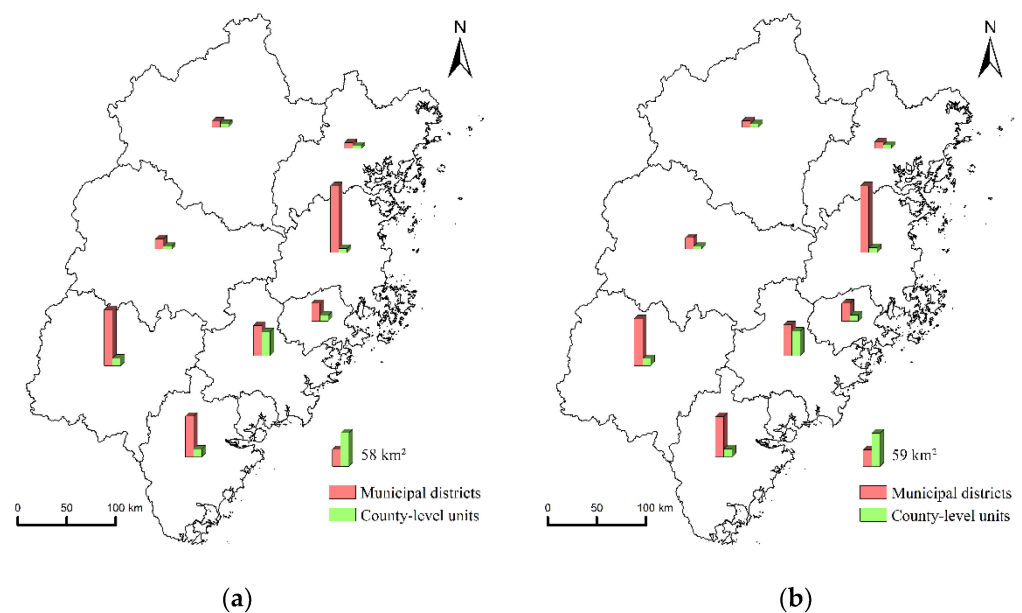 N
N
58 km²
59 km²
Municipal districts
Municipal districts
0 50 100 km
County-level units
0 50 100 km
County-level units
(a)
(b)